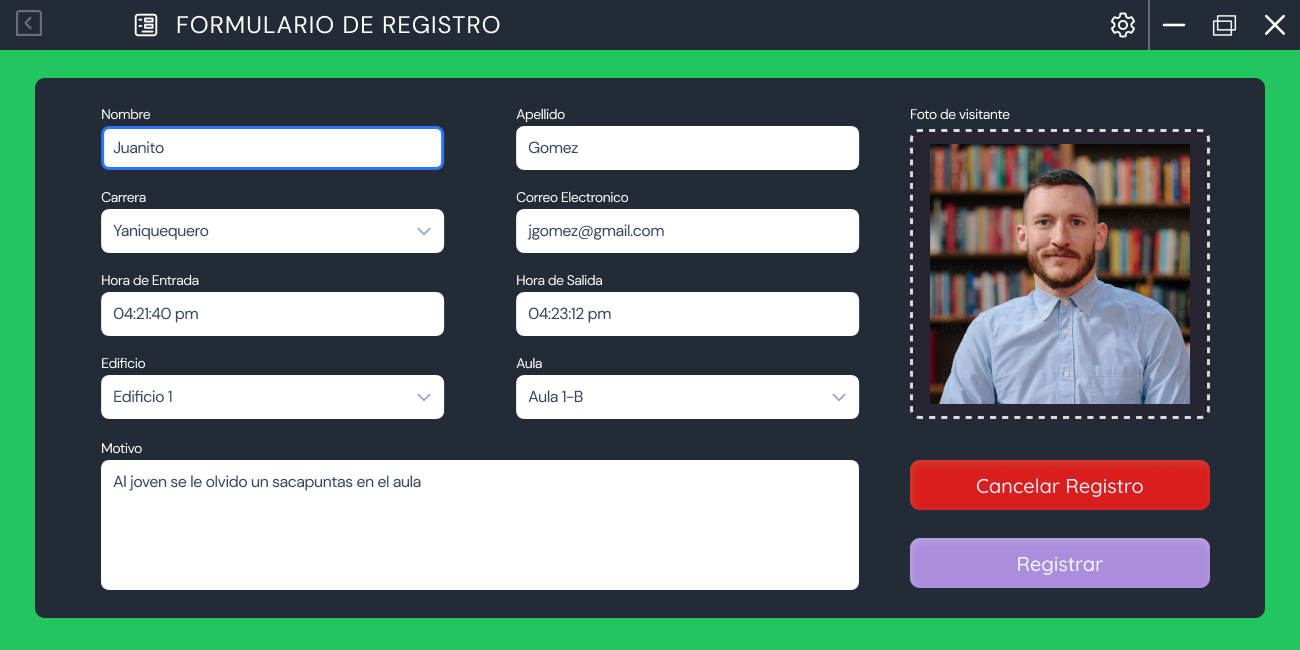 FORMULARIO DE REGISTRO
Nombre
Juanito
Apellido
Gomez
Foto de visitante
Carrera
Yaniquequero
Correo Electronico
jgomez@gmail.com
Hora de Entrada
04:21:40 pm
Hora de Salida
04:23:12 pm
Edificio
Edificio 1
Aula
Aula 1-B
Motivo
Al joven se le olvido un sacapuntas en el aula
Cancelar Registro
Registrar